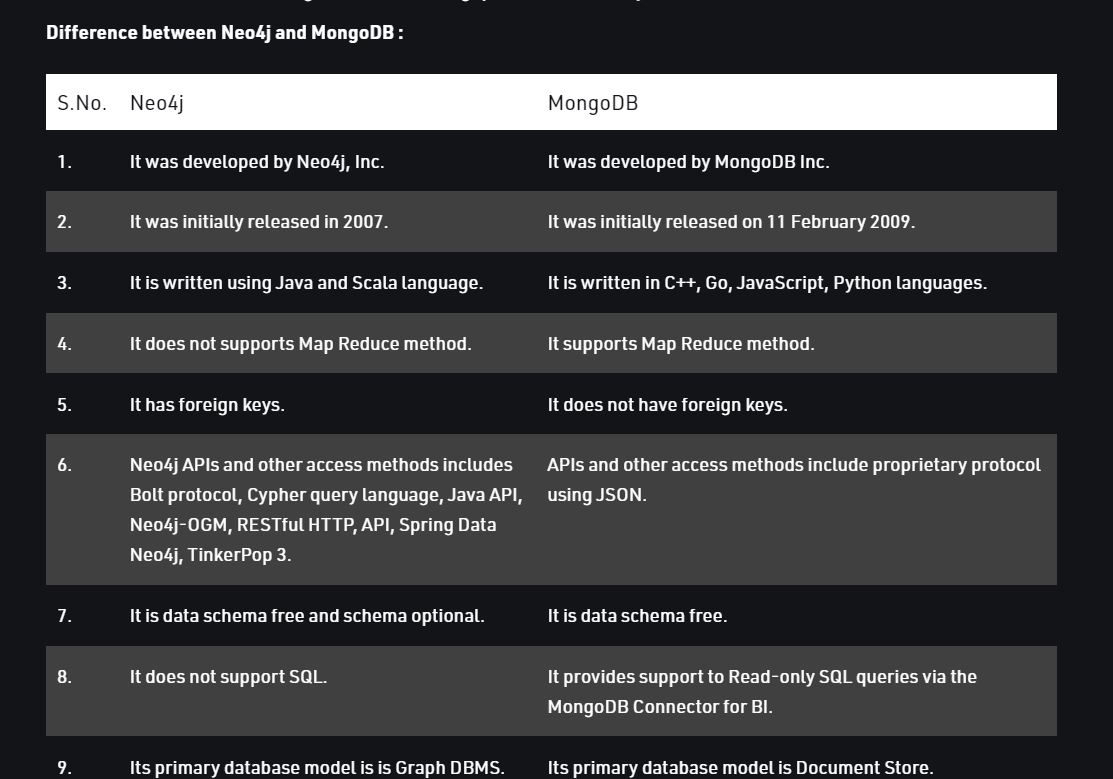 Difference between Neo4j and MongoDB :
S.No. Neo4j MongoDB
1. It was developed by Neo4j, Inc. It was developed by MongoDB Inc.
2. It was initially released in 2007. It was initially released on 11 February 2009.
3. It is written using Java and Scala language. It is written in C++, Go, JavaScript, Python languages.
4. It does not supports Map Reduce method. It supports Map Reduce method.
5. It has foreign keys. It does not have foreign keys.
6. Neo4j APIs and other access methods includes APIs and other access methods include proprietary protocol
Bolt protocol, Cypher query language, Java API, using JSON.
Neo4j-OGM, RESTful HTTP, API, Spring Data
Neo4j, TinkerPop 3.
7. It is data schema free and schema optional. It is data schema free.
8. It does not support SQL. It provides support to Read-only SQL queries via the
MongoDB Connector for BI.
9. Its primary database model is is Graph DBMS. Its primary database model is Document Store.